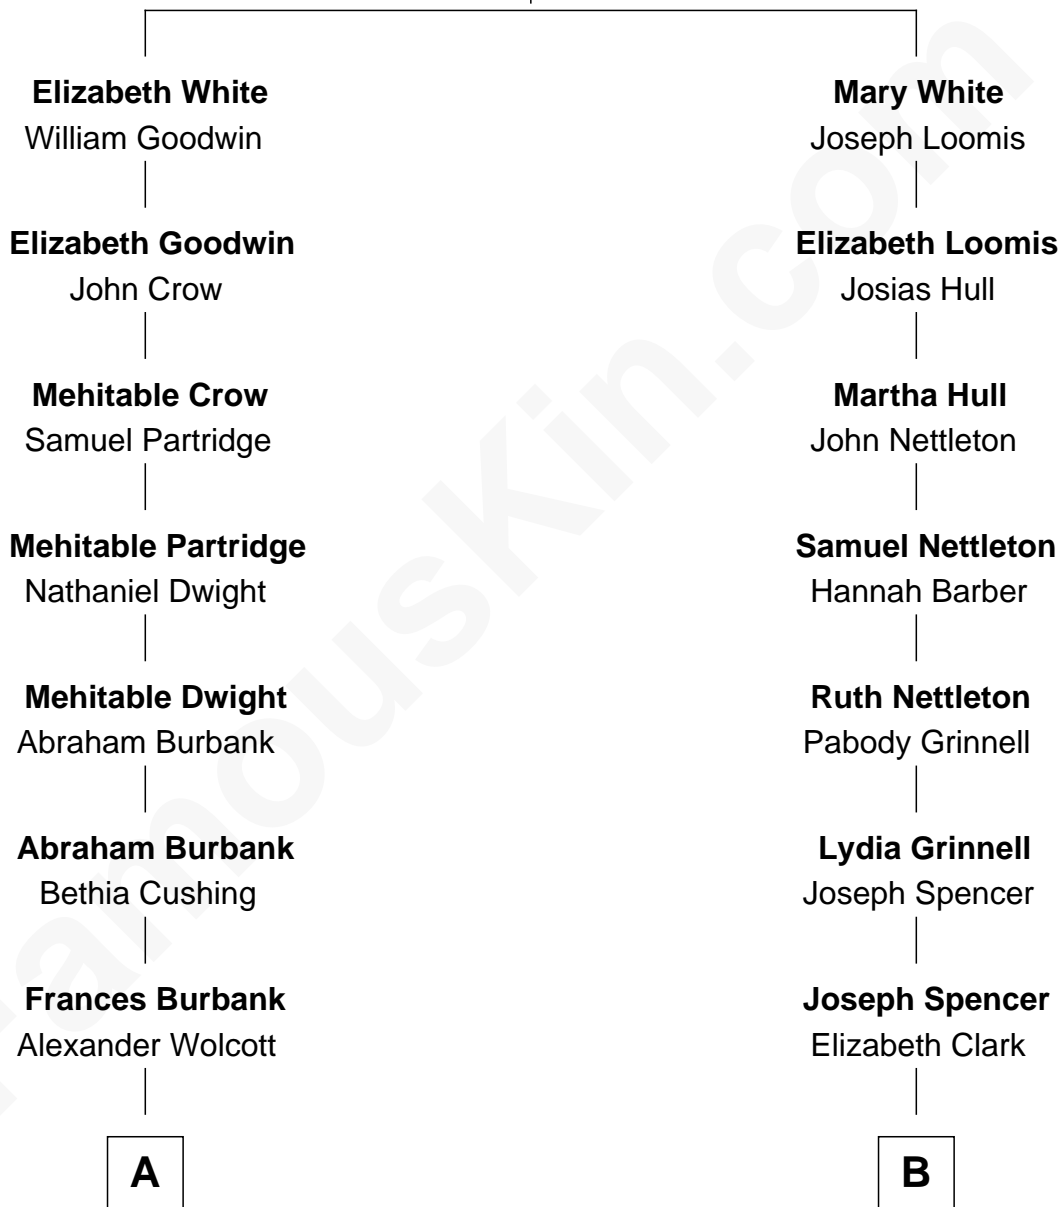 Elizabeth White
William Goodwin
Elizabeth Goodwin
John Crow
Mehitable Crow
Samuel Partridge
Mehitable Partridge
Nathaniel Dwight
Mehitable Dwight
Abraham Burbank
Abraham Burbank
Bethia Cushing
Frances Burbank
Alexander Wolcott
A
Mary White
Joseph Loomis
Elizabeth Loomis
Josias Hull
Martha Hull
John Nettleton
Samuel Nettleton
Hannah Barber
Ruth Nettleton
Pabody Grinnell
Lydia Grinnell
Joseph Spencer
Joseph Spencer
Elizabeth Clark
B
FamousKin.com